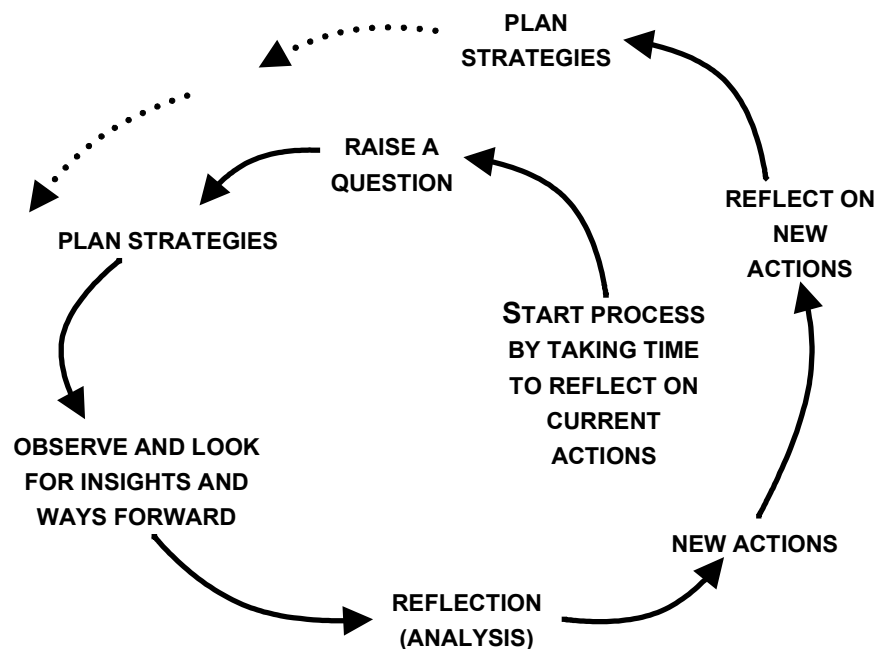 PLAN
STRATEGIES
RAISE A
QUESTION
PLAN STRATEGIES
REFLECT ON
NEW
ACTIONS
START PROCESS
BY TAKING TIME
TO REFLECT ON
CURRENT
ACTIONS
OBSERVE AND LOOK
FOR INSIGHTS AND
WAYS FORWARD
NEW ACTIONS
REFLECTION
(ANALYSIS)